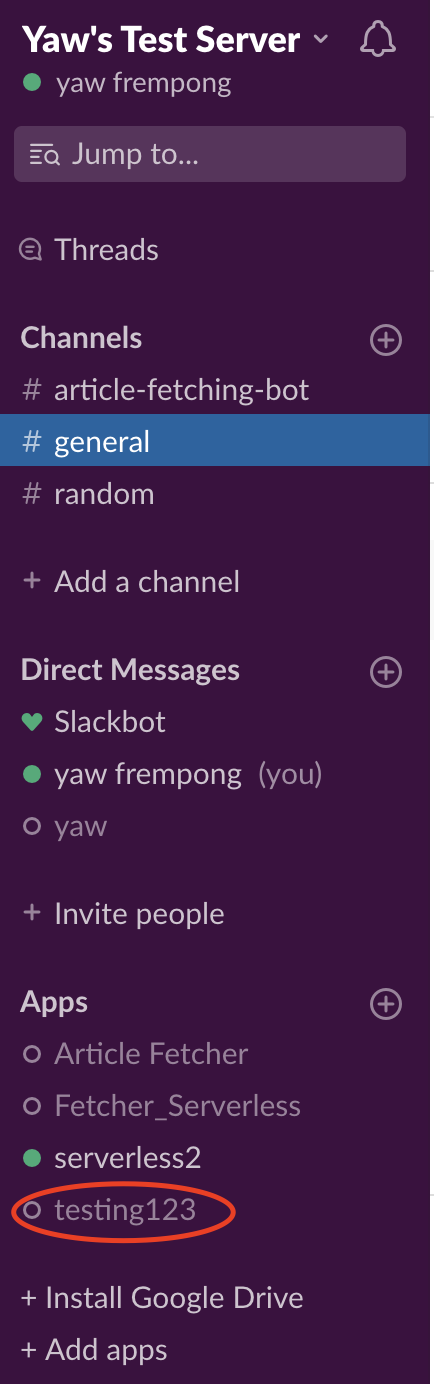 Yaw's Test Server
yaw frempong
Jump to...
Threads
Channels
# article-fetching-bot
# general
# random
+ Add a channel
Direct Messages
Slackbot
yaw frempong (you)
yaw
+ Invite people
Apps
Article Fetcher
Fetcher_Serverless
serverless2
testing123
+ Install Google Drive
+ Add apps